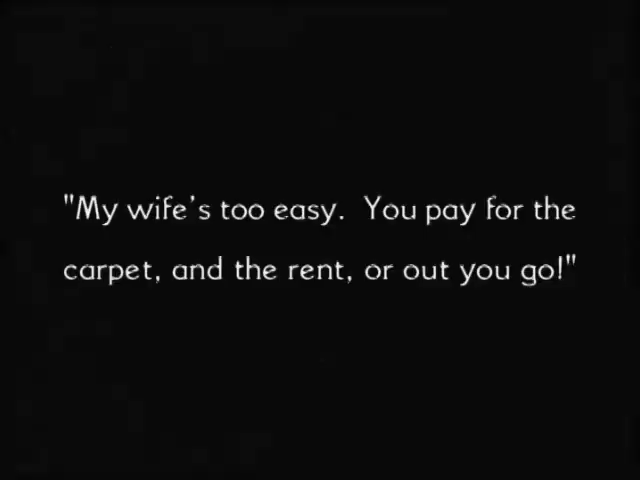 "My wife's too easy.  You pay for the
carpet, and the rent, or out you go!"